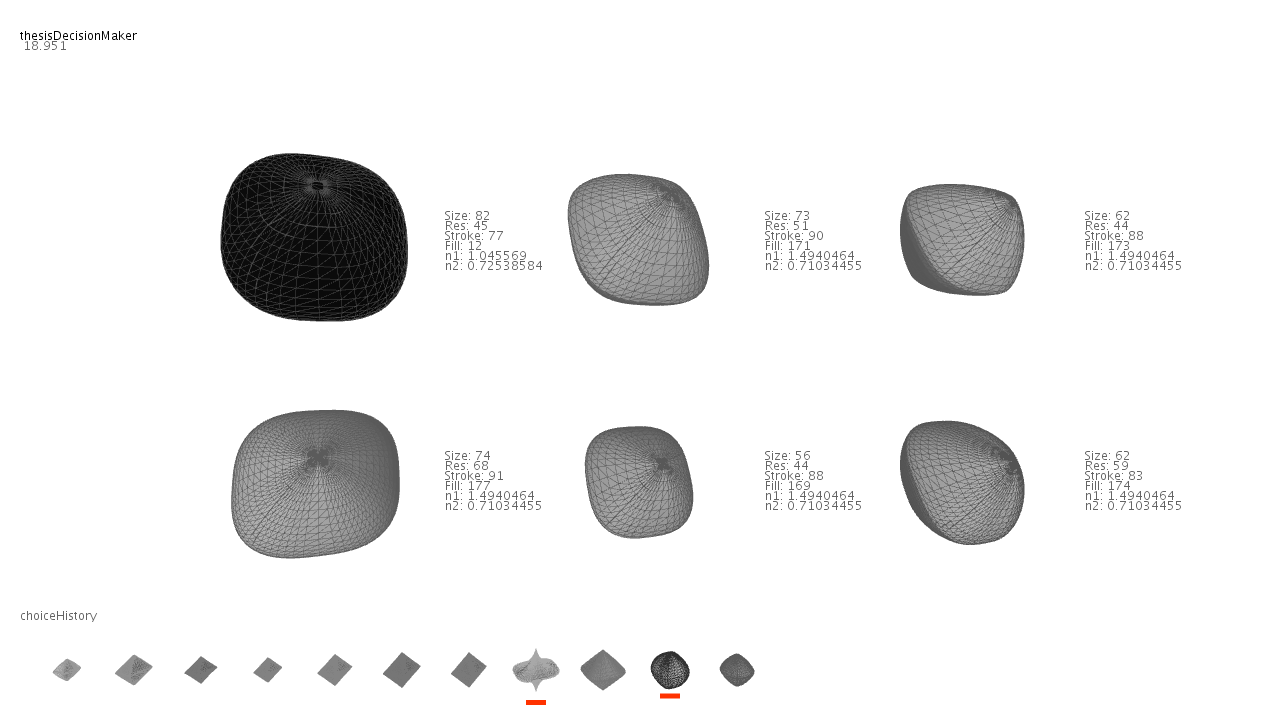 thesisDecisionMaker
18.951
Size: 82
Res: 45
Stroke: 77
Fill: 12
n1: 1.045569
n2: 0.72538584
Size: 73
Res: 51
Stroke: 90
Fill: 171
n1: 1.4940464
n2: 0.71034455
Size: 62
Res: 44
Stroke: 88
Fill: 173
n1: 1.4940464
n2: 0.71034455
Size: 74
Res: 68
Stroke: 91
Fill: 177
n1: 1.4940464
n2: 0.71034455
Size: 56
Res: 44
Stroke: 88
Fill: 169
n1: 1.4940464
n2: 0.71034455
Size: 62
Res: 59
Stroke: 83
Fill: 174
n1: 1.4940464
n2: 0.71034455
choiceHistory